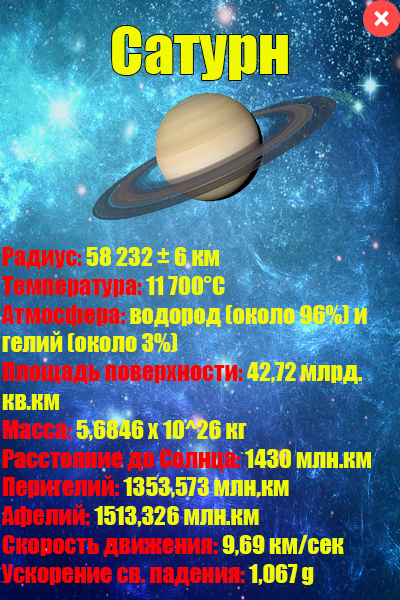 Сатурн
Радиус: 58 232 ± 6 км
Температура: 11 700°C
Атмосфера: водород (около 96%) и
гелий (около 3%)
Площадь поверхности: 42,72 млрд.
кв.км
Масса: 5,6846 х 10^26 кг
Расстояние до Солнца: 1430 млн.км
Перигелий: 1353,573 млн,км
Афелий: 1513,326 млн.км
Скорость движения: 9,69 км/сек
Ускорение св. падения: 1,067 g